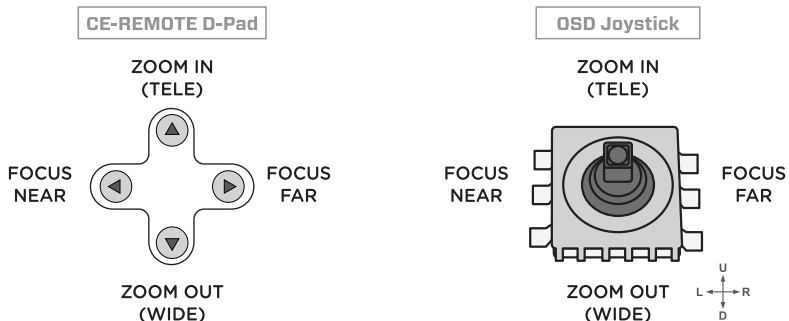 CE-REMOTE D-Pad
ZOOM IN
(TELE)
FOCUS
NEAR
FOCUS
FAR
ZOOM OUT
(WIDE)
OSD Joystick
ZOOM IN
(TELE)
FOCUS
NEAR
FOCUS
FAR
ZOOM OUT
(WIDE)
U
L R
D